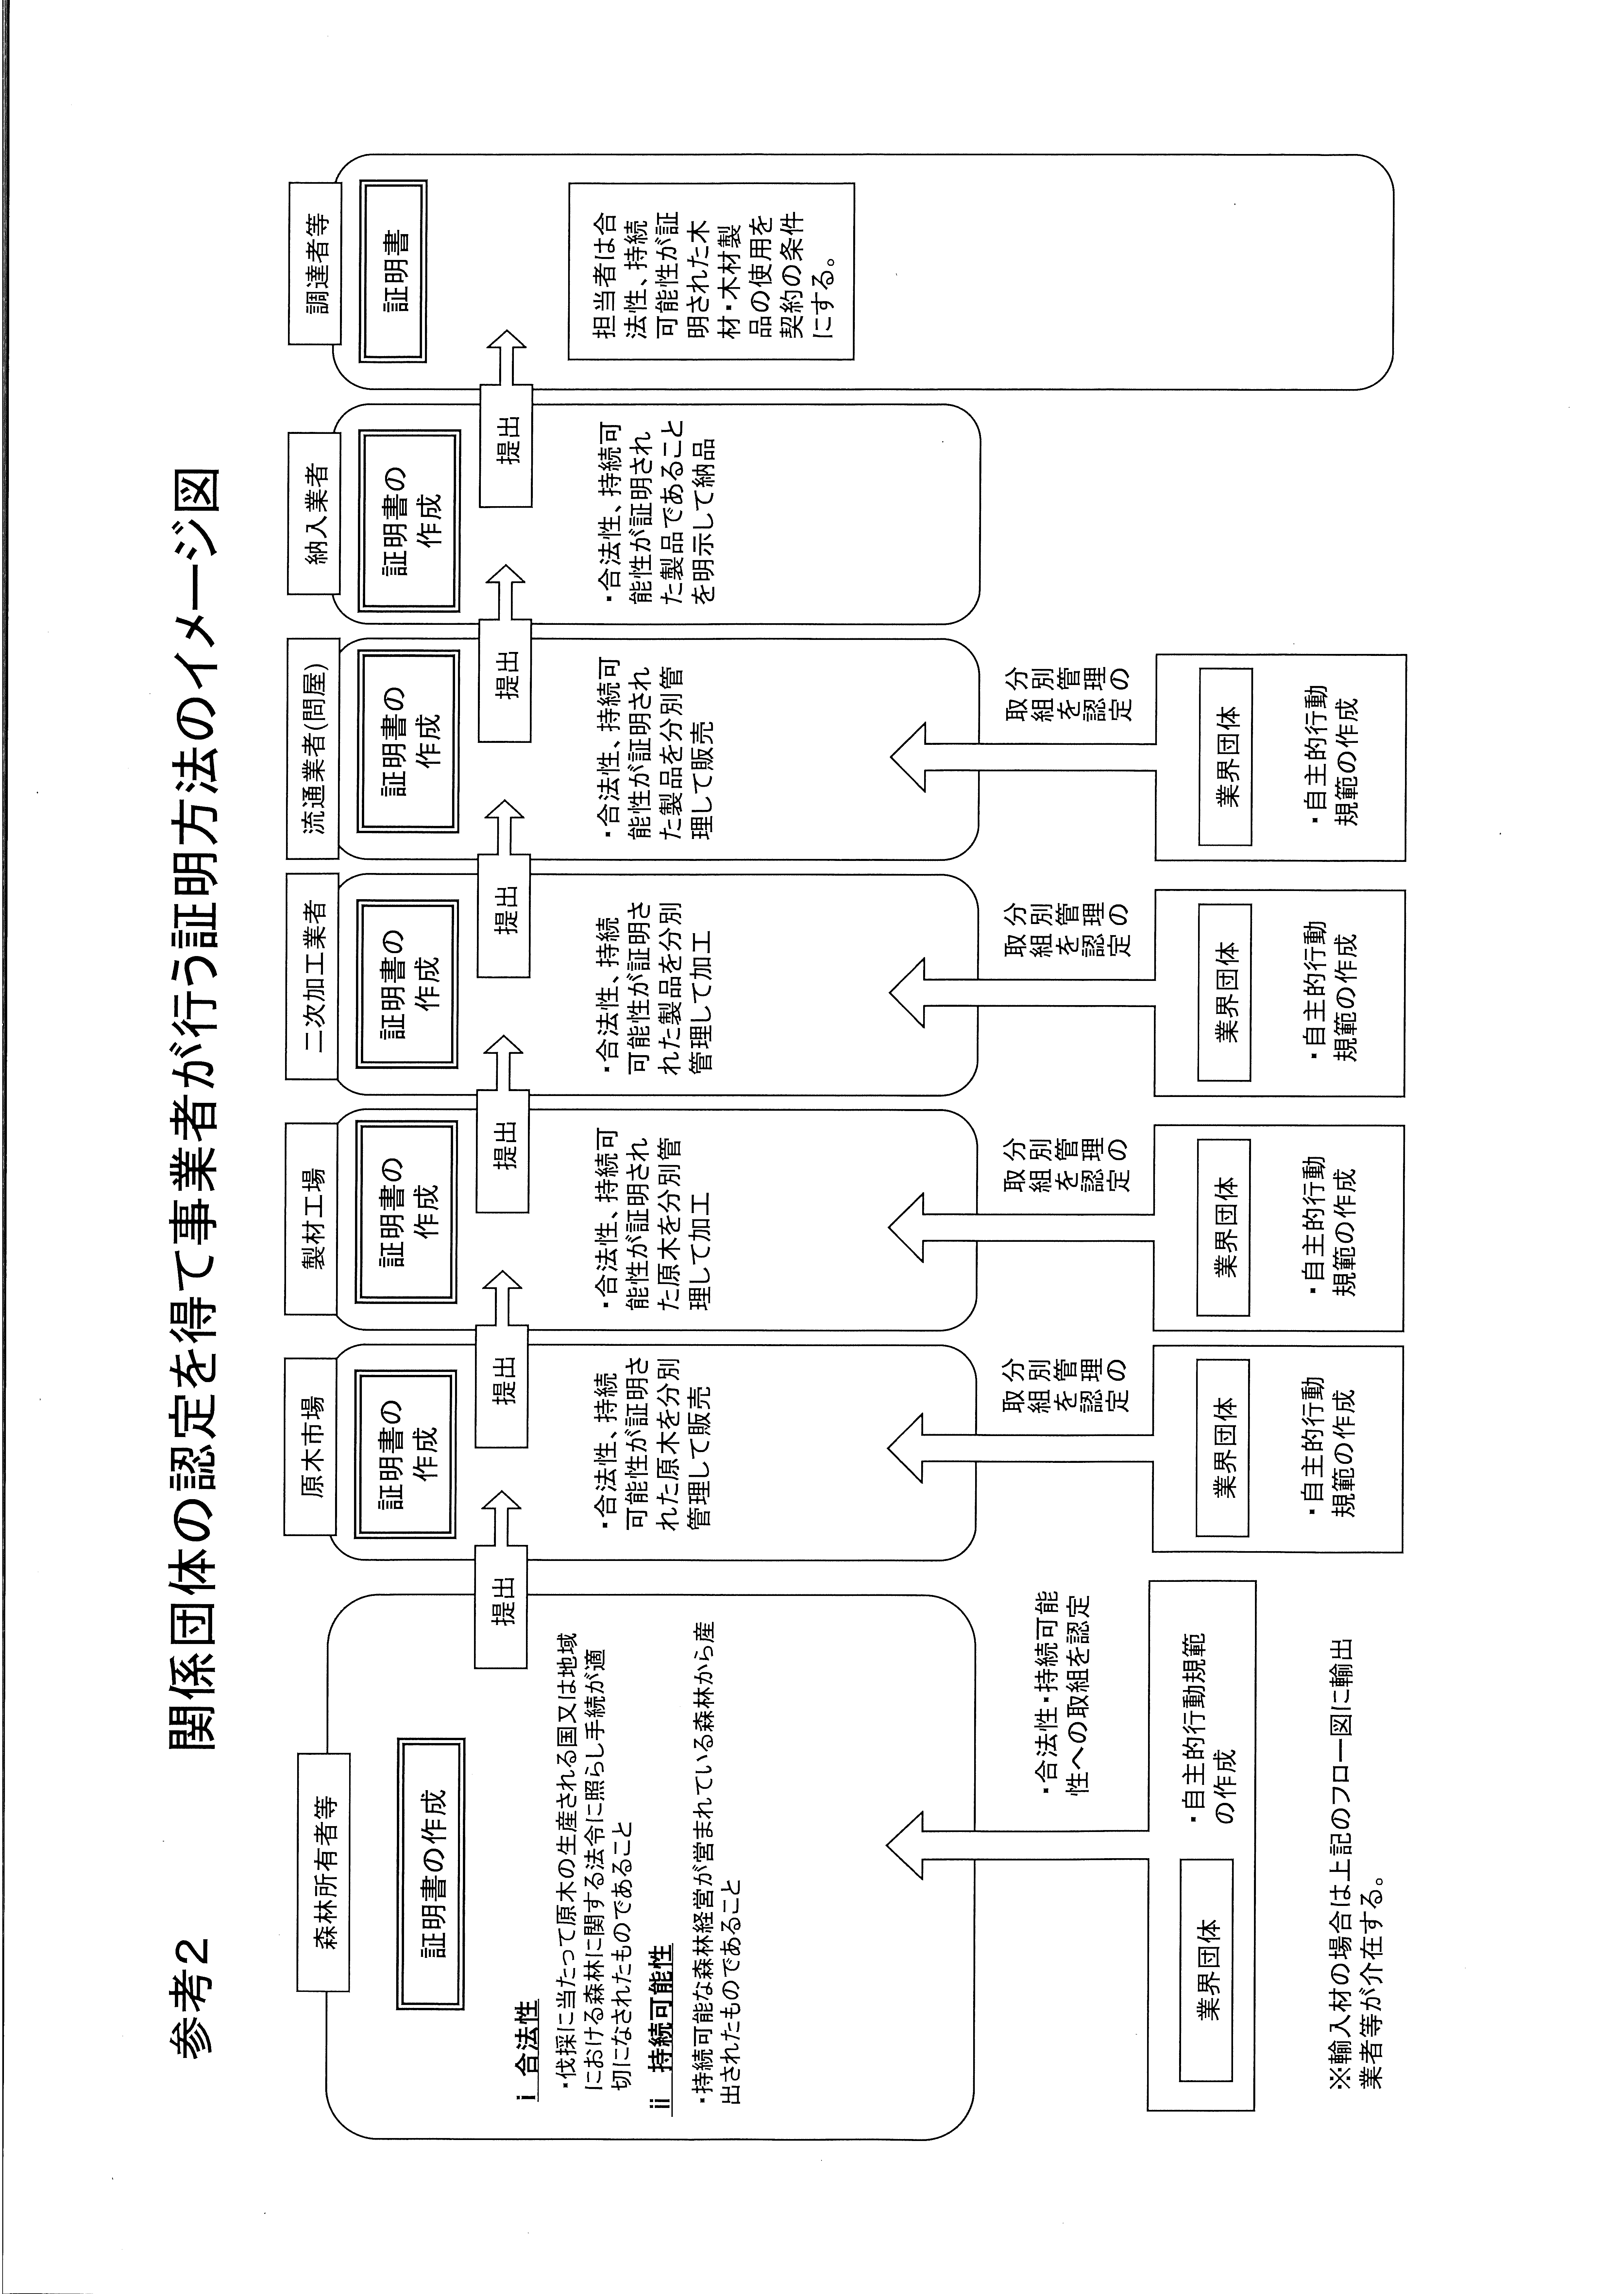 参考2　関係団体の認定を得て事業者が行う証明方法のイメージ図
森林所有者等
証明書の作成
i　合法性
・伐採に当たって原木の生産される国又は地域
における森林に関する法令に照らし手続が適
切になされたものであること
ii　持続可能性
・持続可能な森林経営が営まれている森林から産
出されたものであること
提出
・合法性・持続可能
性への取組を認定
業界団体
・自主的行動規範
の作成
原木市場
証明書の
作成
提出
・合法性、持続
可能性が証明さ
れた原木を分別
管理して販売
分別管理の
取組を認定
業界団体
・自主的行動
規範の作成
製材工場
証明書の
作成
提出
・合法性、持続可
能性が証明され
た原木を分別管
理して加工
分別管理の
取組を認定
業界団体
・自主的行動
規範の作成
二次加工業者
証明書の
作成
提出
・合法性、持続
可能性が証明さ
れた製品を分別
管理して加工
分別管理の
取組を認定
業界団体
・自主的行動
規範の作成
流通業者(問屋)
証明書の
作成
提出
・合法性、持続可
能性が証明され
た製品を分別管
理して販売
分別管理の
取組を認定
業界団体
・自主的行動
規範の作成
納入業者
証明書の
作成
提出
・合法性、持続可
能性が証明され
た製品であること
を明示して納品
調達者等
証明書
担当者は合
法性、持続
可能性が証
明された木
材・木材製
品の使用を
契約の条件
にする。
※輸入材の場合は上記のフロー図に輸出
業者等が介在する。